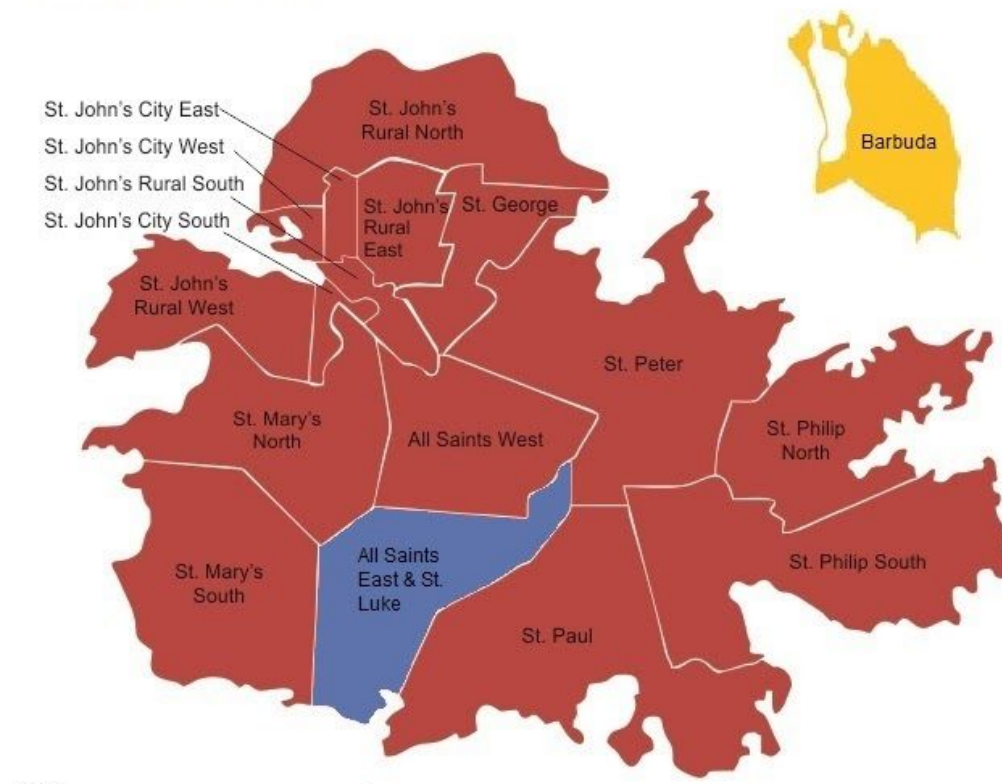 St. John's City East
St. John's City West
St. John's Rural South
St. John's City South
St. John's
Rural North
St. John's
Rural
East
St. George
Barbuda
St. John's
Rural West
St. Peter
St. Mary's
North
All Saints West
St. Philip
North
St. Mary's
South
All Saints
East & St.
Luke
St. Philip South
St. Paul